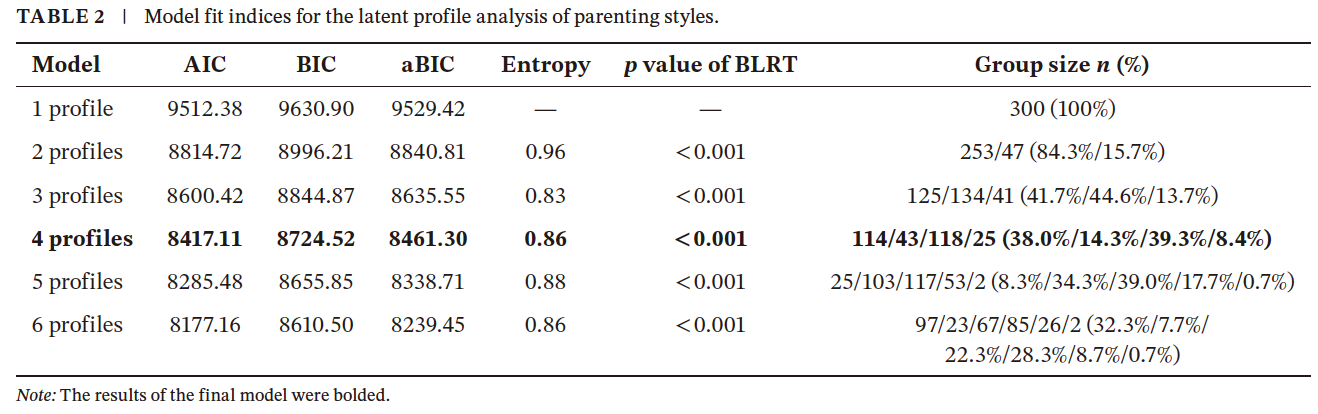 TABLE 2 | Model fit indices for the latent profile analysis of parenting styles.
Model AIC BIC aBIC Entropy p value of BLRT Group size n (%)
1 profile 9512.38 9630.90 9529.42 — — 300 (100%)
2 profiles 8814.72 8996.21 8840.81 0.96 <0.001 253/47 (84.3%/15.7%)
3 profiles 8600.42 8844.87 8635.55 0.83 <0.001 125/134/41 (41.7%/44.6%/13.7%)
4 profiles 8417.11 8724.52 8461.30 0.86 <0.001 114/43/118/25 (38.0%/14.3%/39.3%/8.4%)
5 profiles 8285.48 8655.85 8338.71 0.88 <0.001 25/103/117/53/2 (8.3%/34.3%/39.0%/17.7%/0.7%)
6 profiles 8177.16 8610.50 8239.45 0.86 <0.001 97/23/67/85/26/2 (32.3%/7.7%/
22.3%/28.3%/8.7%/0.7%)
Note: The results of the final model were bolded.